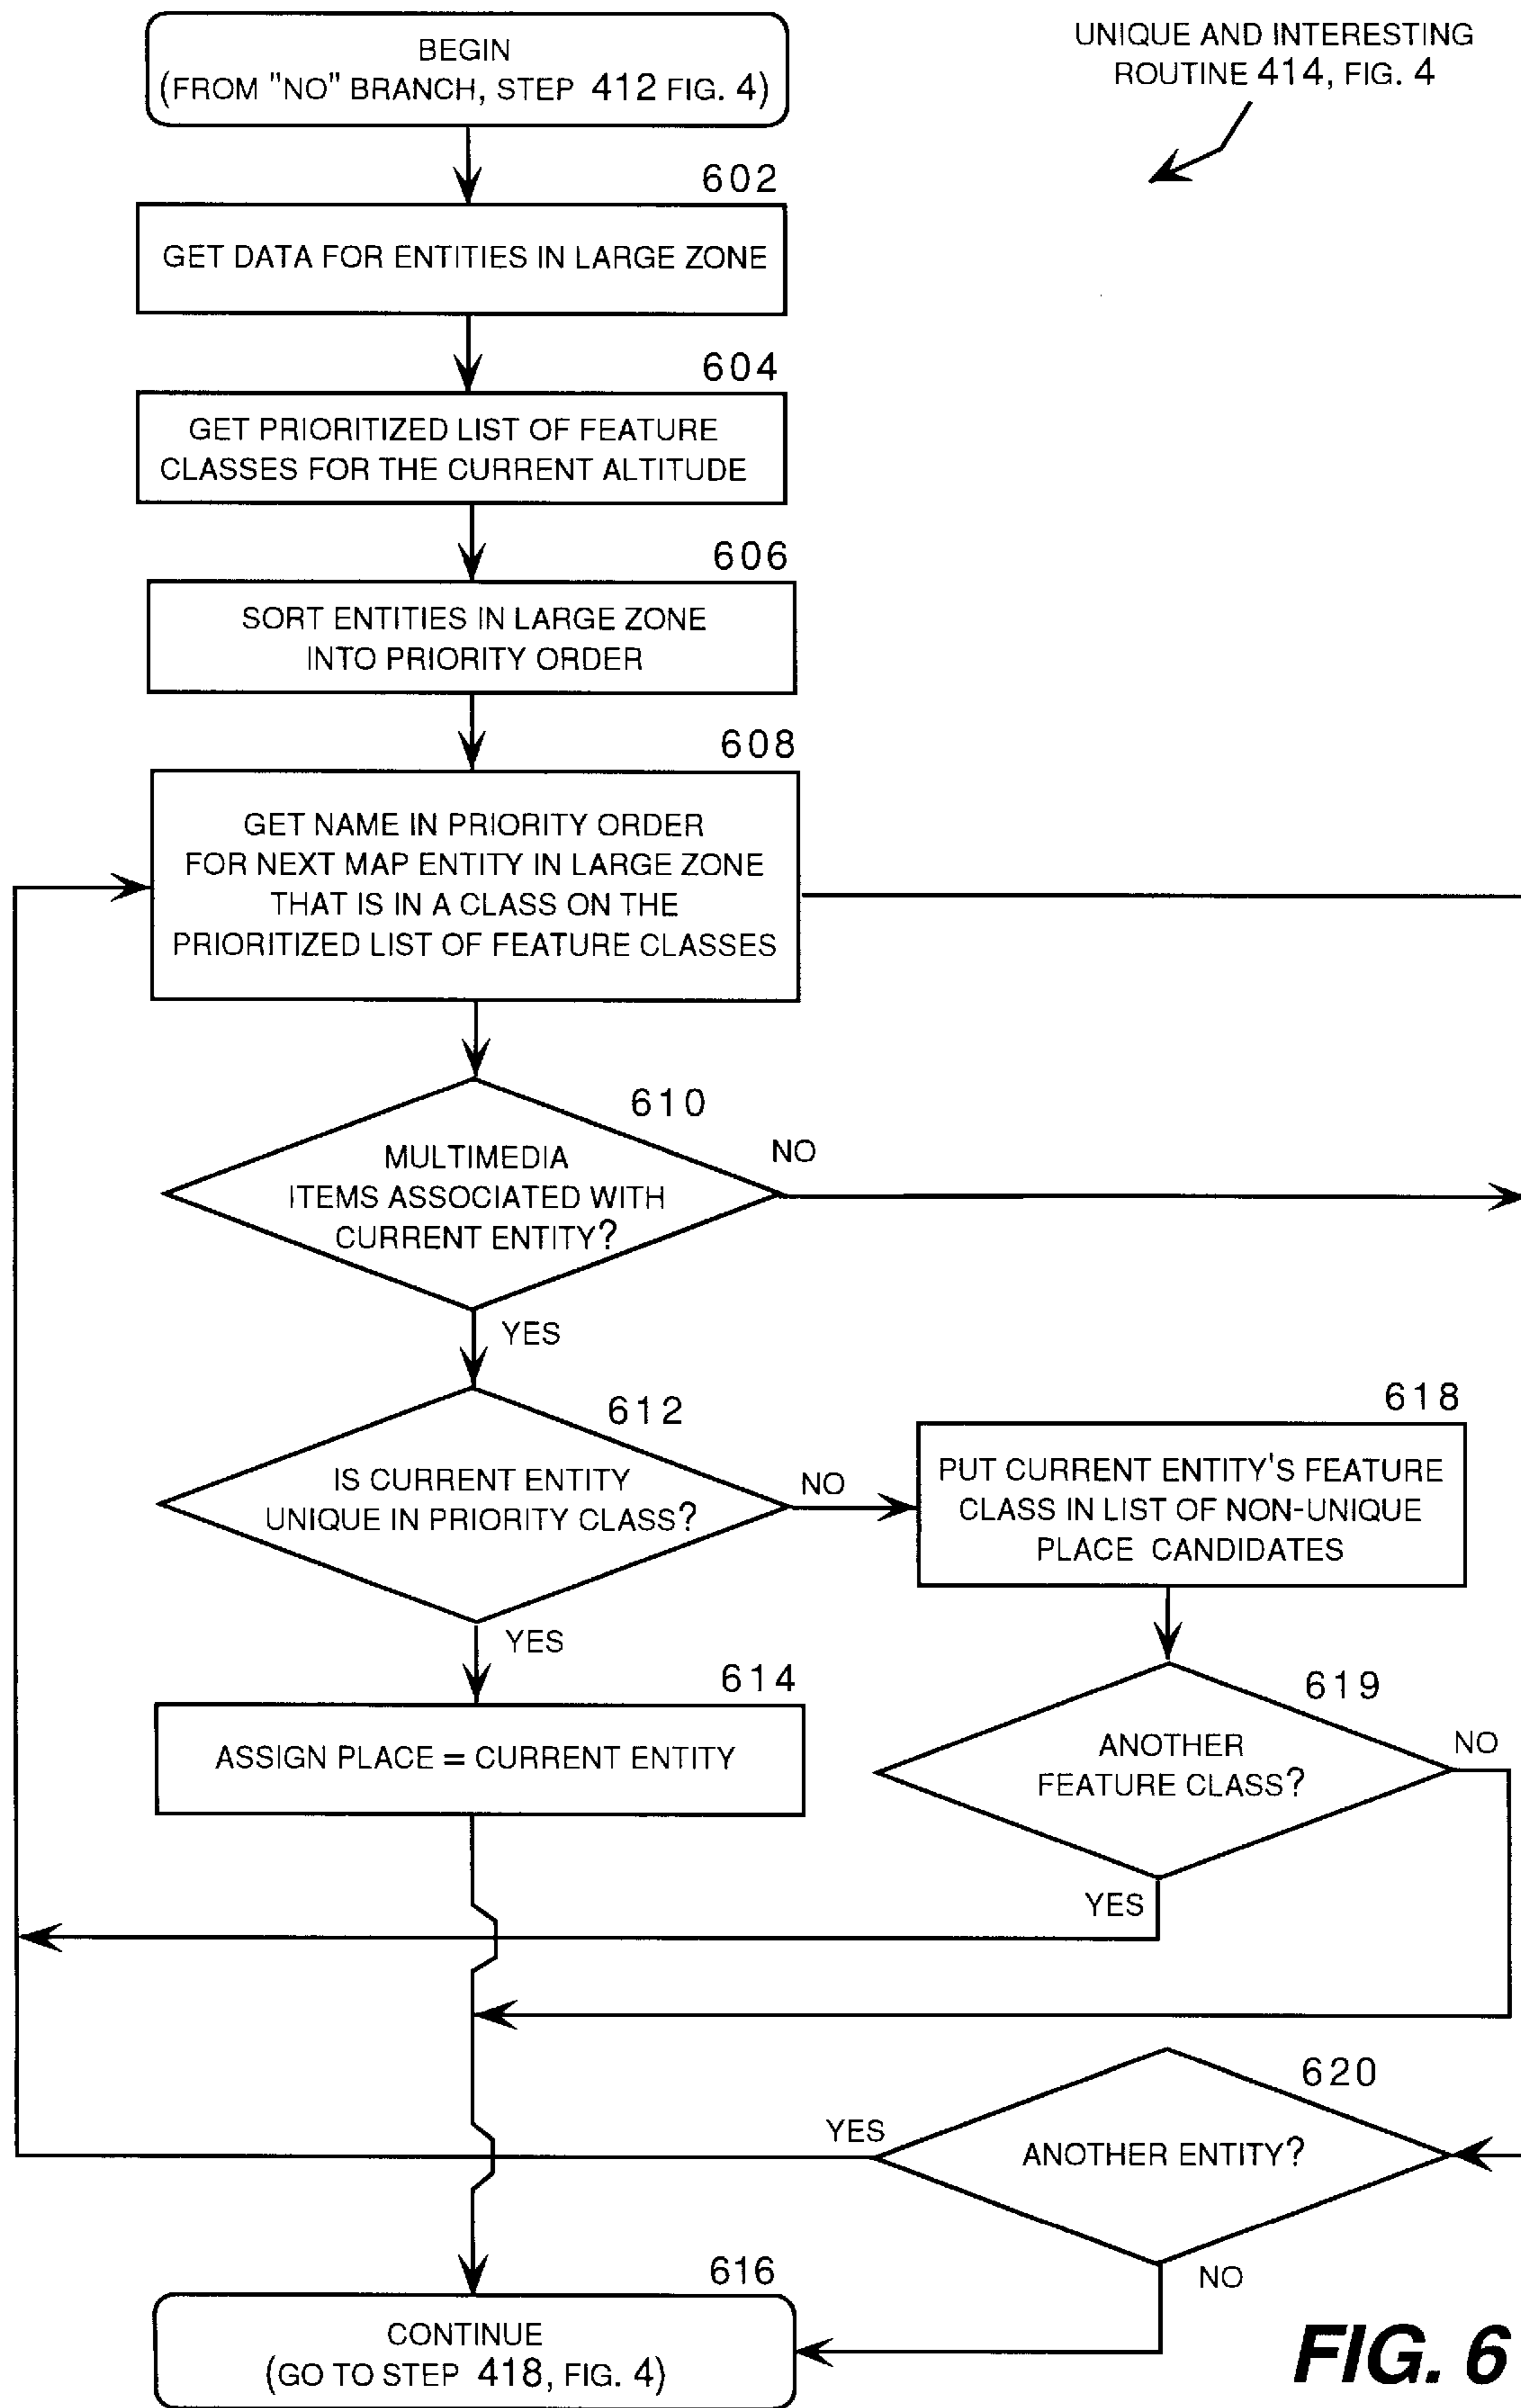 BEGIN
(FROM "NO" BRANCH, STEP 412 FIG. 4)
UNIQUE AND INTERESTING
ROUTINE 414, FIG. 4
602
GET DATA FOR ENTITIES IN LARGE ZONE
604
GET PRIORITIZED LIST OF FEATURE
CLASSES FOR THE CURRENT ALTITUDE
606
SORT ENTITIES IN LARGE ZONE
INTO PRIORITY ORDER
608
GET NAME IN PRIORITY ORDER
FOR NEXT MAP ENTITY IN LARGE ZONE
THAT IS IN A CLASS ON THE
PRIORITIZED LIST OF FEATURE CLASSES
610
MULTIMEDIA
ITEMS ASSOCIATED WITH
CURRENT ENTITY?
NO
YES
612
IS CURRENT ENTITY
UNIQUE IN PRIORITY CLASS?
NO
YES
618
PUT CURRENT ENTITY'S FEATURE
CLASS IN LIST OF NON-UNIQUE
PLACE CANDIDATES
614
ASSIGN PLACE = CURRENT ENTITY
619
ANOTHER
FEATURE CLASS?
NO
YES
620
ANOTHER ENTITY?
YES
NO
616
CONTINUE
(GO TO STEP 418, FIG. 4)
FIG. 6